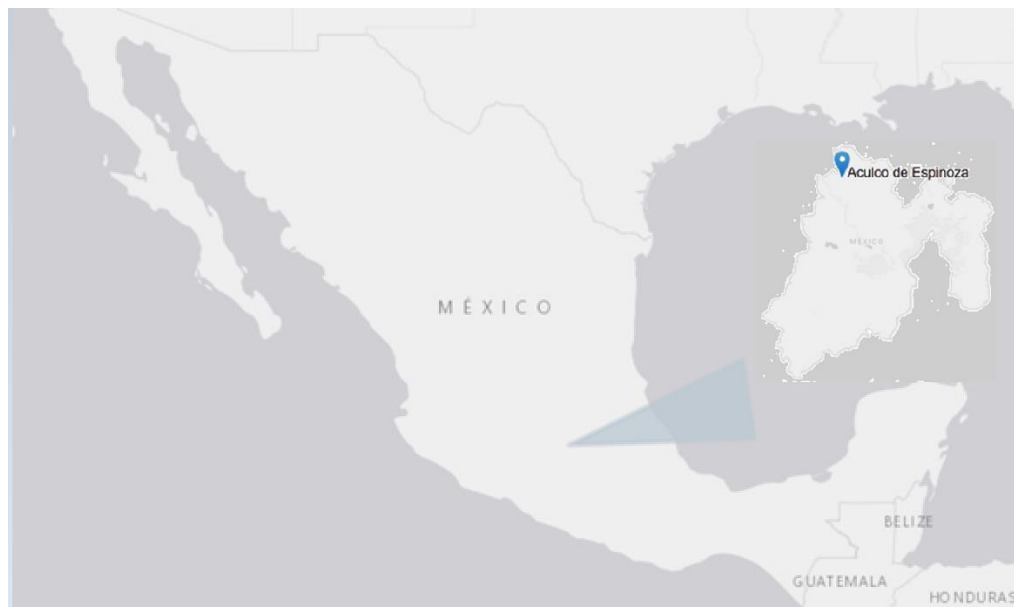 Aculco de Espinoza
MÉXICO
MÉXICO
BELIZE
GUATEMALA
HONDURAS